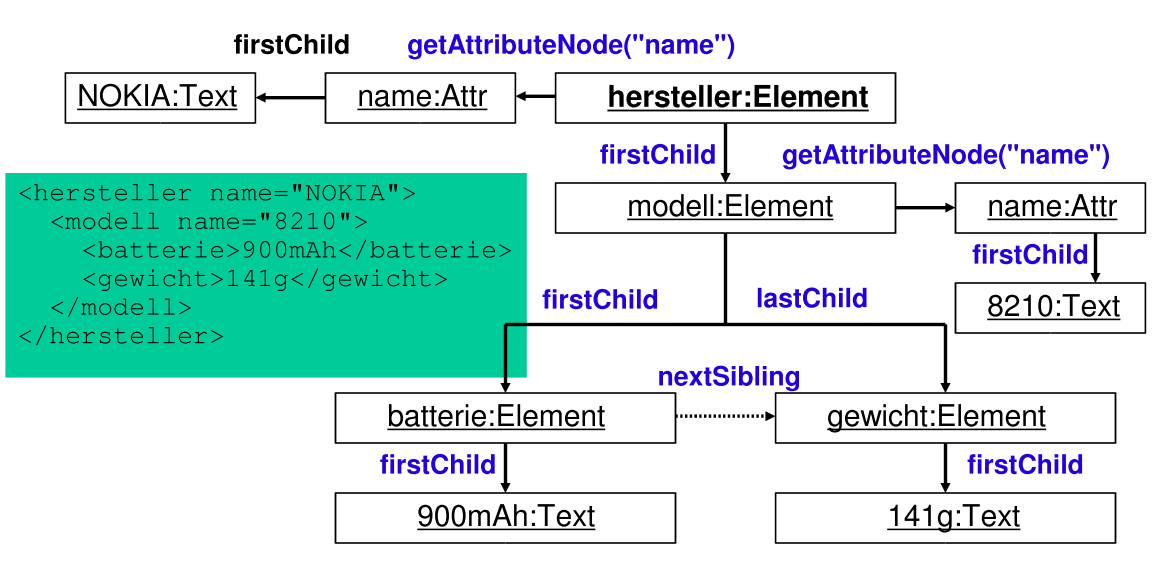 firstChild getAttributeNode("name")
NOKIA:Text name:Attr hersteller:Element
firstChild getAttributeNode("name")
<hersteller name="NOKIA">
<modell name="8210">
<batterie>900mAh</batterie>
<gewicht>141g</gewicht>
</modell>
</hersteller>
modell:Element name:Attr
firstChild
8210:Text
firstChild lastChild
nextSibling
batterie:Element gewicht:Element
firstChild firstChild
900mAh:Text 141g:Text